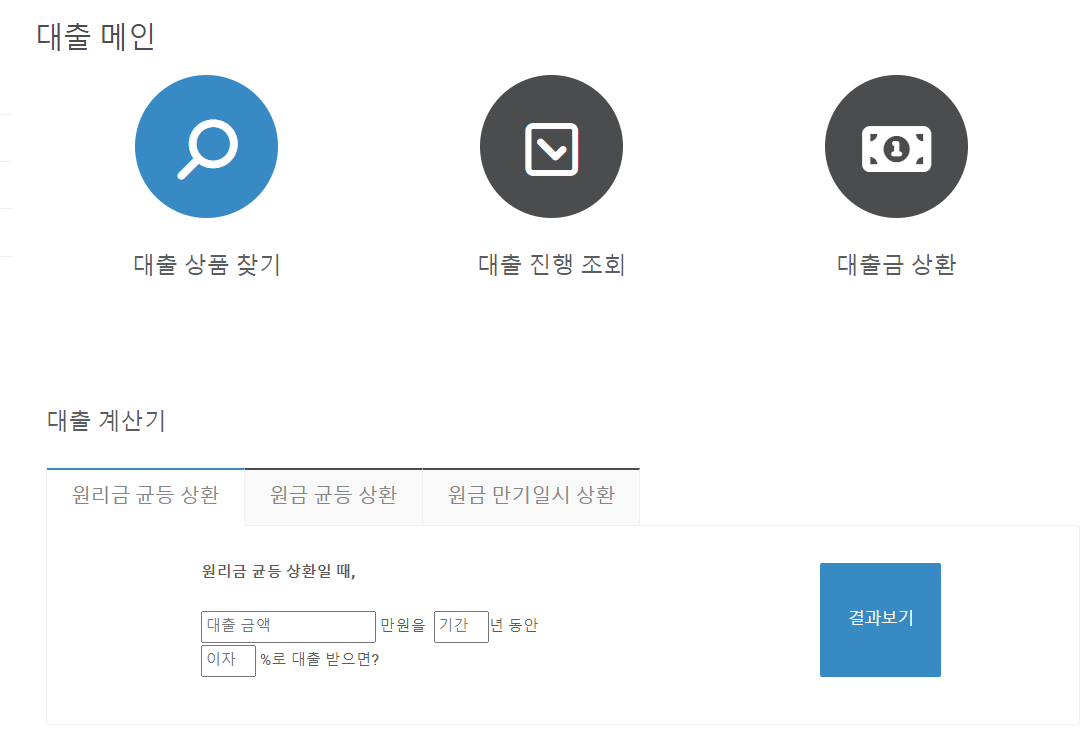 대출 메인
1
대출 상품 찾기
대출 진행 조회
대출금 상환
대출 계산기
원리금 균등 상환
원금 균등 상환
원금 만기일시 상환
원리금 균등 상환일 때,
대출 금액 만원을 기간 년 동안
이자 %로 대출 받으면?
결과보기